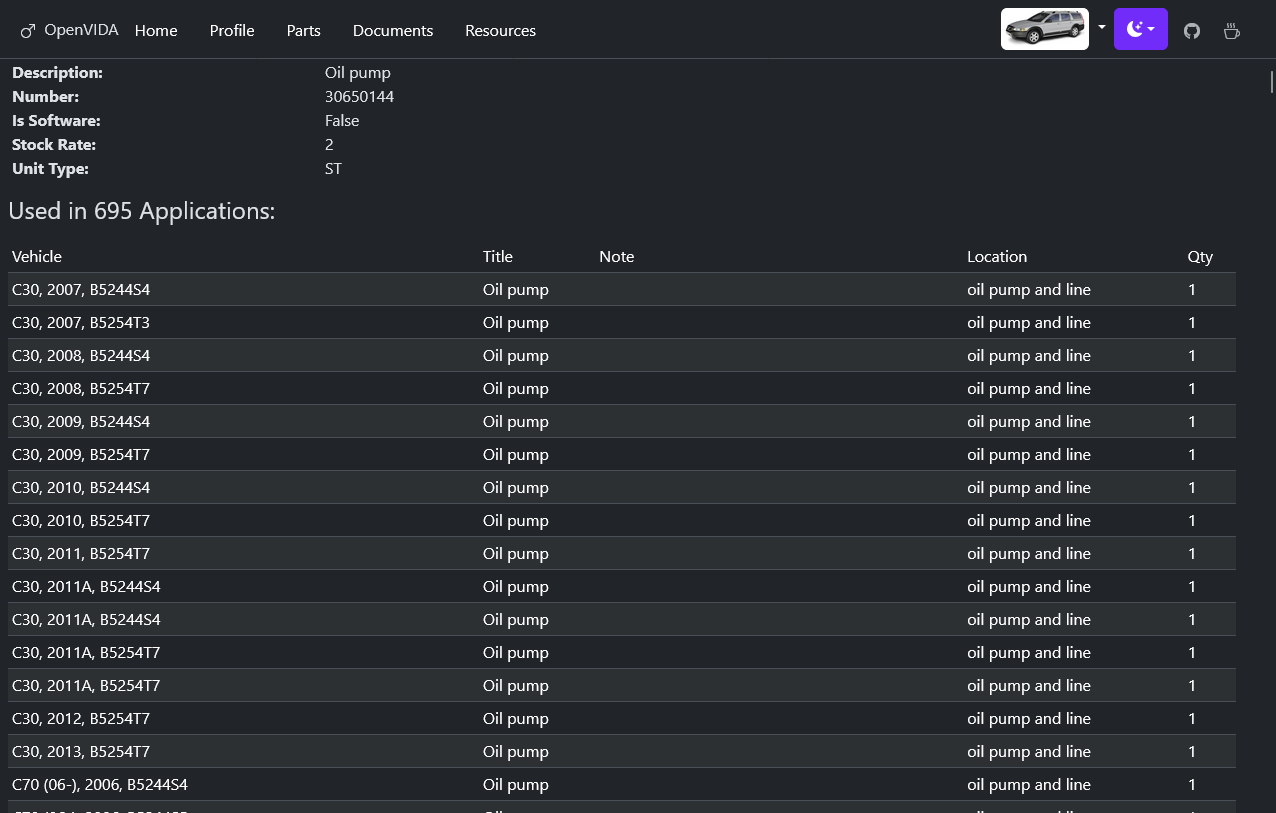 OpenVIDA Home Profile Parts Documents Resources
Description: Oil pump
Number: 30650144
Is Software: False
Stock Rate: 2
Unit Type: ST
Used in 695 Applications:
Vehicle Title Note Location Qty
C30, 2007, B5244S4 Oil pump oil pump and line 1
C30, 2007, B5254T3 Oil pump oil pump and line 1
C30, 2008, B5244S4 Oil pump oil pump and line 1
C30, 2008, B5254T7 Oil pump oil pump and line 1
C30, 2009, B5244S4 Oil pump oil pump and line 1
C30, 2009, B5254T7 Oil pump oil pump and line 1
C30, 2010, B5244S4 Oil pump oil pump and line 1
C30, 2010, B5254T7 Oil pump oil pump and line 1
C30, 2011, B5254T7 Oil pump oil pump and line 1
C30, 2011A, B5244S4 Oil pump oil pump and line 1
C30, 2011A, B5244S4 Oil pump oil pump and line 1
C30, 2011A, B5254T7 Oil pump oil pump and line 1
C30, 2011A, B5254T7 Oil pump oil pump and line 1
C30, 2012, B5254T7 Oil pump oil pump and line 1
C30, 2013, B5254T7 Oil pump oil pump and line 1
C70 (06-), 2006, B5244S4 Oil pump oil pump and line 1